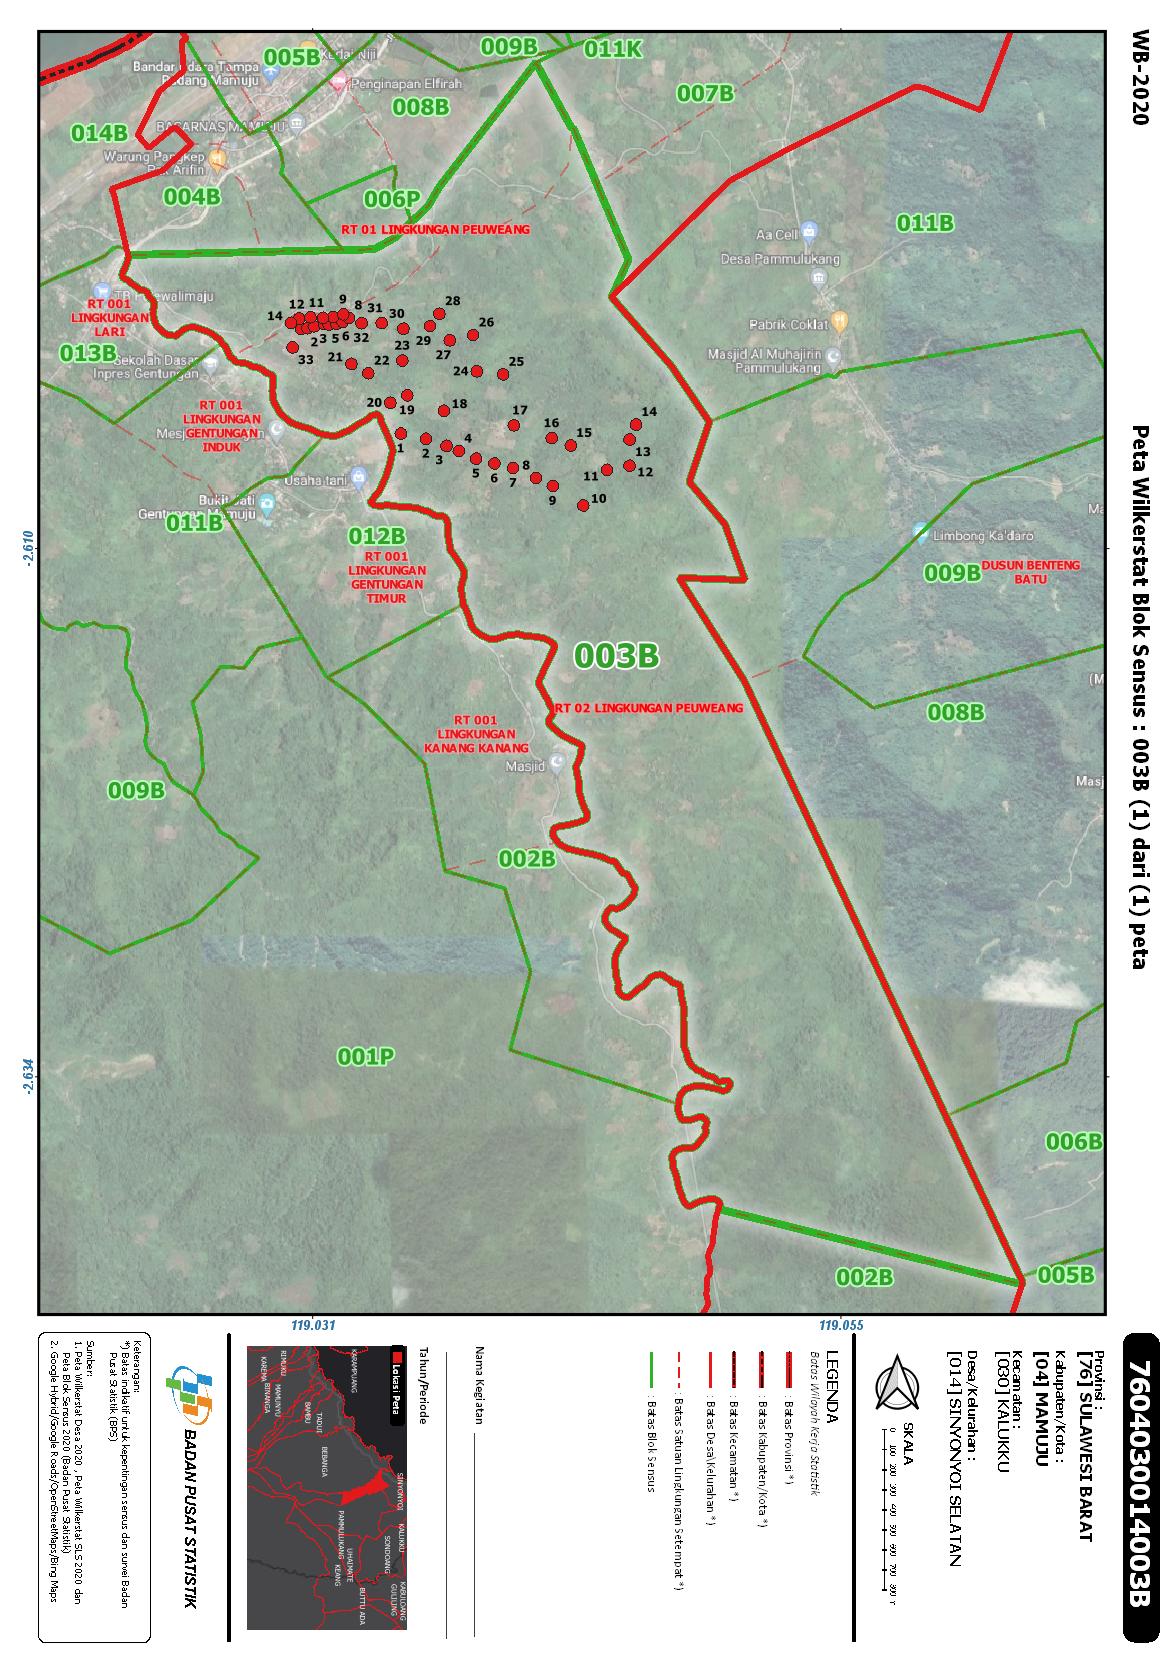 WB-2020
Peta Wilkerstat Blok Sensus : 003B (1) dari (1) peta
7604030014003B
005B
Kedai Niji
009B
011K
Bandar Udara Tampa
Padang Mamuju
Penginapan Elfirah
008B
007B
014B
BASARNAS MAMUJU
Warung Pangkep
Pak Arifin
004B
006P
RT 01 LINGKUNGAN PEUWEANG
011B
Aa Cell
Desa Pammulukang
RT 001
LINGKUNGAN
LARI
013B
Pabrik Coklat
Masjid Al Muhajirin
Pammulukang
Sekolah Dasar
Inpres Gentungan
14
12
11
9
8
31
30
28
2
3
5
6
32
29
26
33
21
22
23
27
24
25
20
19
18
17
16
15
14
1
2
3
4
5
6
7
8
9
10
11
12
13
RT 001
LINGKUNGAN
GENTUNGAN
INDUK
Usaha tani
Bukit Jati
Gentungan Mamuju
011B
012B
RT 001
LINGKUNGAN
GENTUNGAN
TIMUR
Limbong Ka'daro
009B
DUSUN BENTENG
BATU
003B
RT 02 LINGKUNGAN PEUWEANG
008B
RT 001
LINGKUNGAN
KANANG KANANG
Masjid
009B
002B
001P
006B
002B
005B
-2.610
-2.634
119.031
119.055
Provinsi :
[76] SULAWESI BARAT
Kabupaten/Kota :
[04] MAMUJU
Kecamatan :
[030] KALUKKU
Desa/Kelurahan :
[014] SINYONYOI SELATAN
SKALA
0 100 200 300 400 500 600 700 800
LEGENDA
Batas Wilayah Kerja Statistik
: Batas Provinsi *)
: Batas Kabupaten/Kota *)
: Batas Kecamatan *)
: Batas Desa\Kelurahan *)
: Batas Satuan Lingkungan Setempat *)
: Batas Blok Sensus
Nama Kegiatan
Tahun/Periode
Lokasi Peta
KARAMPUANG
SINYONYOI
KALUKKU
KABULOANG
GULIUNG
SONDOANG
TADUI
BAMBU
BEBANGA
PAMMULUKANG
UHAIMATE
KEANG
BUTTU ADA
RIMUKU
MAMUNYU
BINANGA
KAREMA
BADAN PUSAT STATISTIK
Keterangan:
*) Batas indikatif untuk kepentingan sensus dan survei Badan
Pusat Statistik (BPS)
Sumber:
1. Peta Wilkerstat Desa 2020 , Peta Wilkerstat SLS 2020 dan
Peta Blok Sensus 2020 (Badan Pusat Statistik)
2. Google Hybrid/Google Roads/OpenStreetMaps/Bing Maps